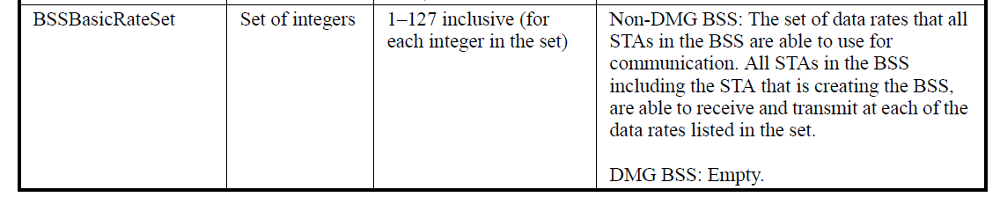 BSSBasicRateSet
Set of integers
1–127 inclusive (for
each integer in the set)
Non-DMG BSS: The set of data rates that all
STAs in the BSS are able to use for
communication. All STAs in the BSS
including the STA that is creating the BSS,
are able to receive and transmit at each of the
data rates listed in the set.
DMG BSS: Empty.